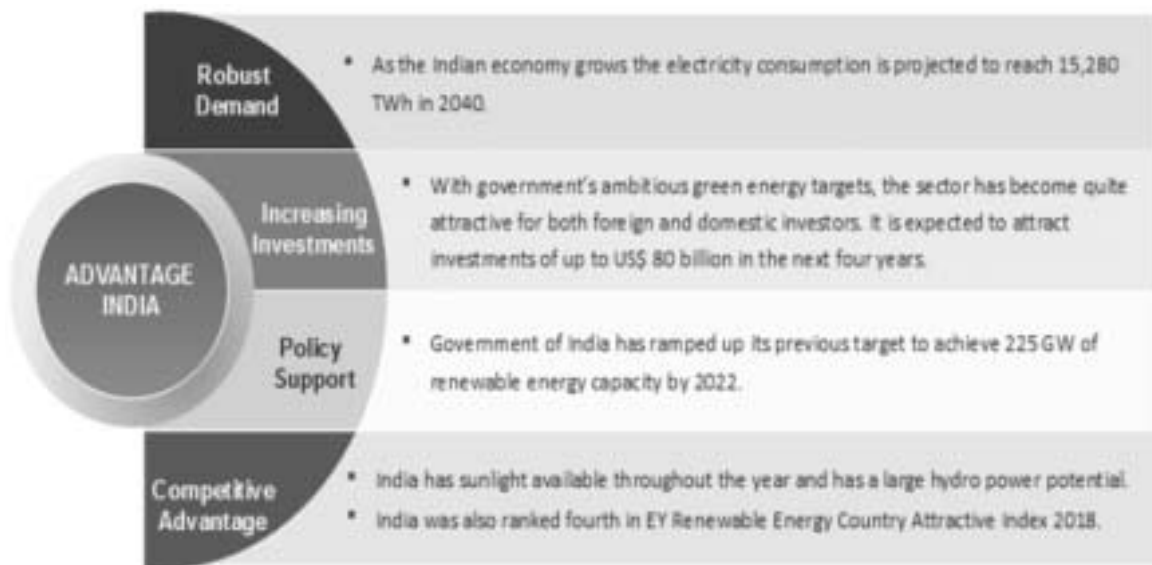 ADVANTAGE
INDIA
Robust
Demand
▪ As the Indian economy grows the electricity consumption is projected to reach 15,280
TWh in 2040.
Increasing
Investments
▪ With government's ambitious green energy targets, the sector has become quite
attractive for both foreign and domestic investors. It is expected to attract
investments of up to US$ 80 billion in the next four years.
Policy
Support
▪ Government of India has ramped up its previous target to achieve 225 GW of
renewable energy capacity by 2022.
Competitive
Advantage
▪ India has sunlight available throughout the year and has a large hydro power potential.
▪ India was also ranked fourth in EY Renewable Energy Country Attractive Index 2018.